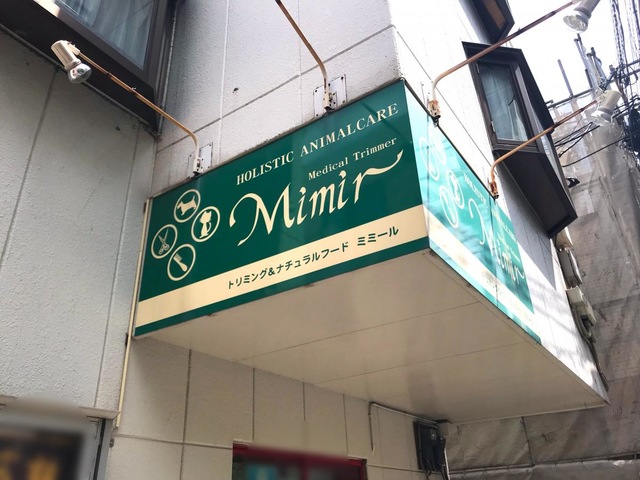 HOLISTIC ANIMALCARE
Medical Trimmer
Mimir
トリミング&ナチュラルフード ミミール